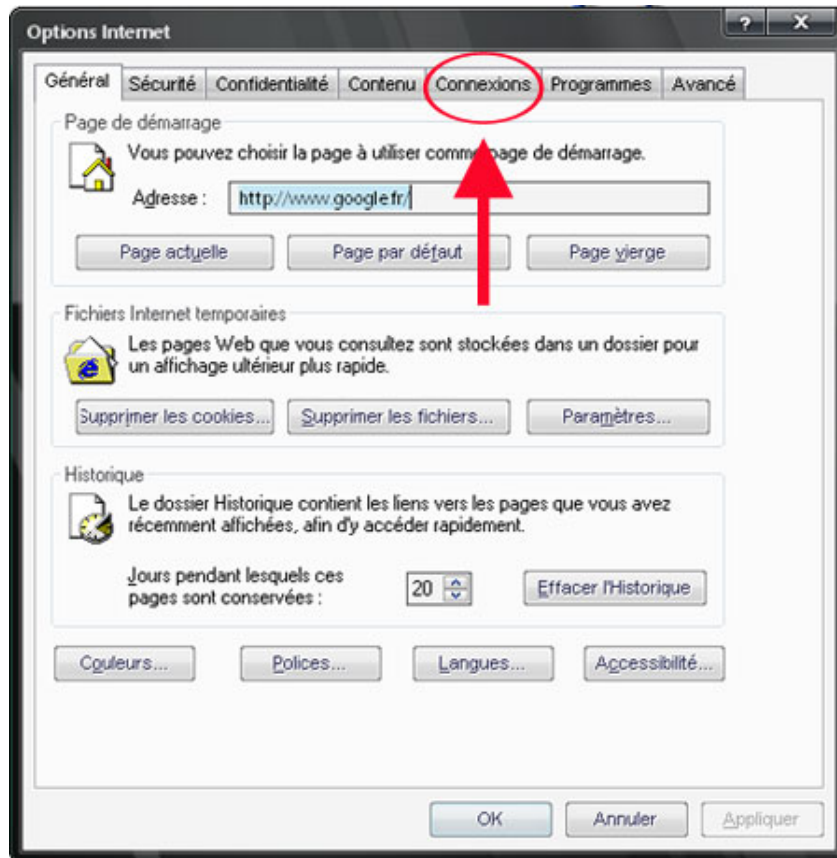 Options Internet
?
X
Général Sécurité Confidentialité Contenu Connexions Programmes Avancé
Page de démarrage
Vous pouvez choisir la page à utiliser comme page de démarrage.
Adresse : http://www.google.fr/
Page actuelle Page par défaut Page vierge
Fichiers Internet temporaires
Les pages Web que vous consultez sont stockées dans un dossier pour
un affichage ultérieur plus rapide.
Supprimer les cookies... Supprimer les fichiers... Paramètres...
Historique
Le dossier Historique contient les liens vers les pages que vous avez
récemment affichées, afin d'y accéder rapidement.
Jours pendant lesquels ces
pages sont conservées : 20 Effacer l'Historique
Couleurs... Polices... Langues... Accessibilité...
OK Annuler Appliquer